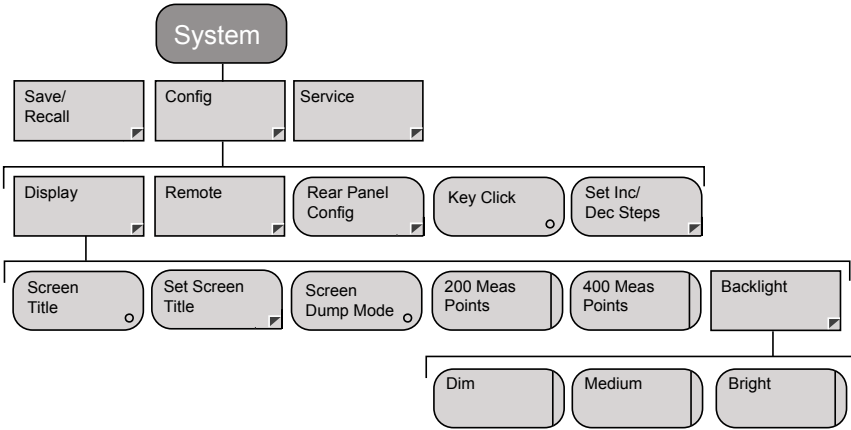 System
Save/
Recall
Config
Service
Display
Remote
Rear Panel
Config
Key Click
Set Inc/
Dec Steps
Screen
Title
Set Screen
Title
Screen
Dump Mode
200 Meas
Points
400 Meas
Points
Backlight
Dim
Medium
Bright